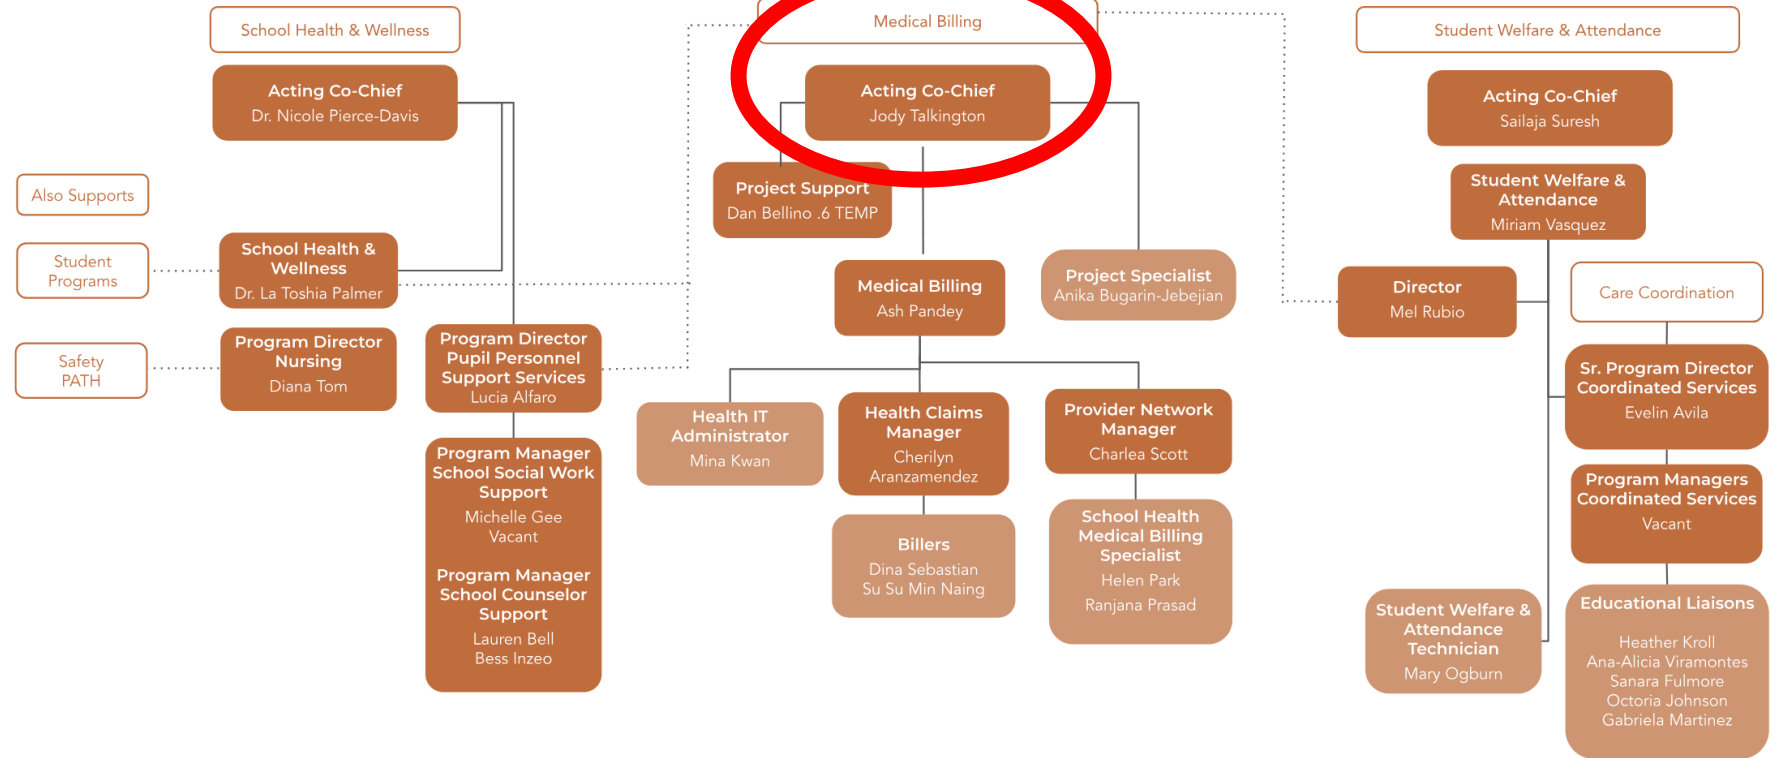 School Health & Wellness
Acting Co-Chief
Dr. Nicole Pierce-Davis
Also Supports
Student
Programs
School Health &
Wellness
Dr. La Toshia Palmer
Safety
PATH
Program Director
Nursing
Diana Tom
Program Director
Pupil Personnel
Support Services
Lucia Alfaro
Program Manager
School Social Work
Support
Michelle Gee
Vacant
Program Manager
School Counselor
Support
Lauren Bell
Bess Inzeo
Medical Billing
Acting Co-Chief
Jody Talkington
Project Support
Dan Bellino .6 TEMP
Medical Billing
Ash Pandey
Project Specialist
Anika Bugarin-Jebejian
Health IT
Administrator
Mina Kwan
Health Claims
Manager
Cherilyn
Aranzamendez
Provider Network
Manager
Charlea Scott
Billers
Dina Sebastian
Su Su Min Naing
School Health
Medical Billing
Specialist
Helen Park
Ranjana Prasad
Student Welfare & Attendance
Acting Co-Chief
Sailaja Suresh
Student Welfare &
Attendance
Miriam Vasquez
Director
Mel Rubio
Care Coordination
Sr. Program Director
Coordinated Services
Evelin Avila
Program Managers
Coordinated Services
Vacant
Student Welfare &
Attendance
Technician
Mary Ogburn
Educational Liaisons
Heather Kroll
Ana-Alicia Viramontes
Sanara Fulmore
Octoria Johnson
Gabriela Martinez